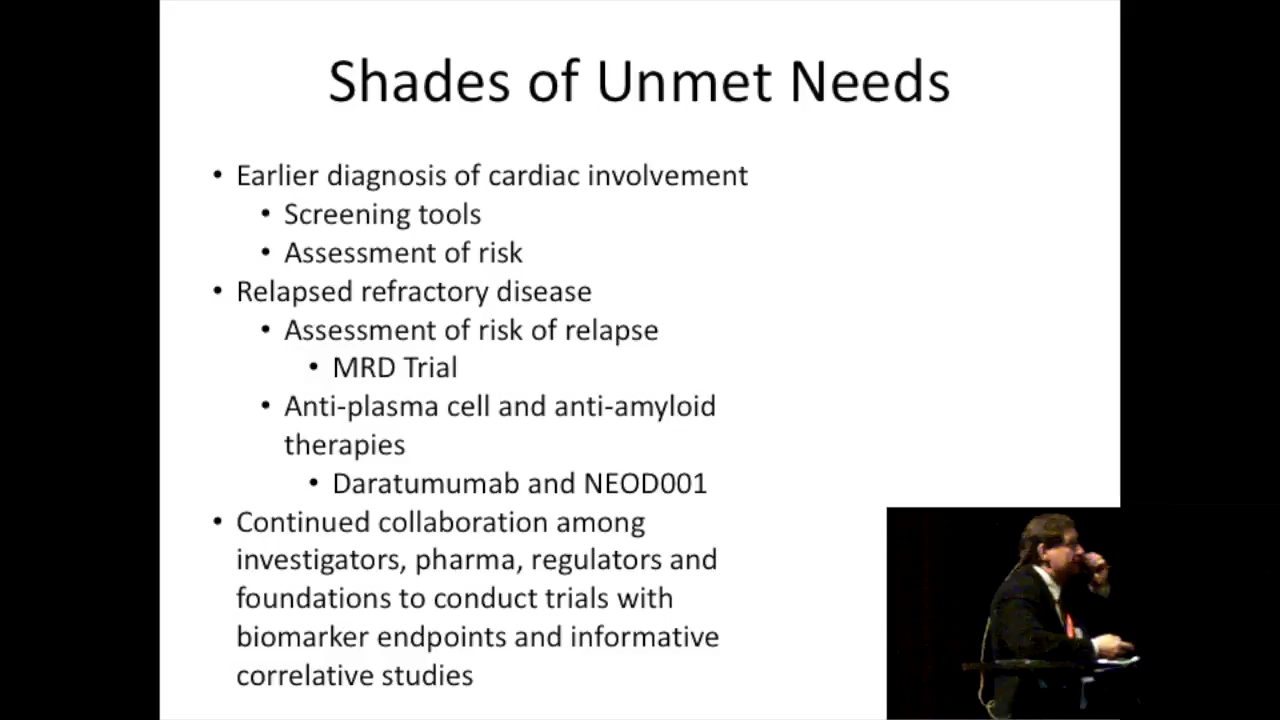 Shades of Unmet Needs
• Earlier diagnosis of cardiac involvement
• Screening tools
• Assessment of risk
• Relapsed refractory disease
• Assessment of risk of relapse
• MRD Trial
• Anti-plasma cell and anti-amyloid
therapies
• Daratumumab and NEOD001
• Continued collaboration among
investigators, pharma, regulators and
foundations to conduct trials with
biomarker endpoints and informative
correlative studies